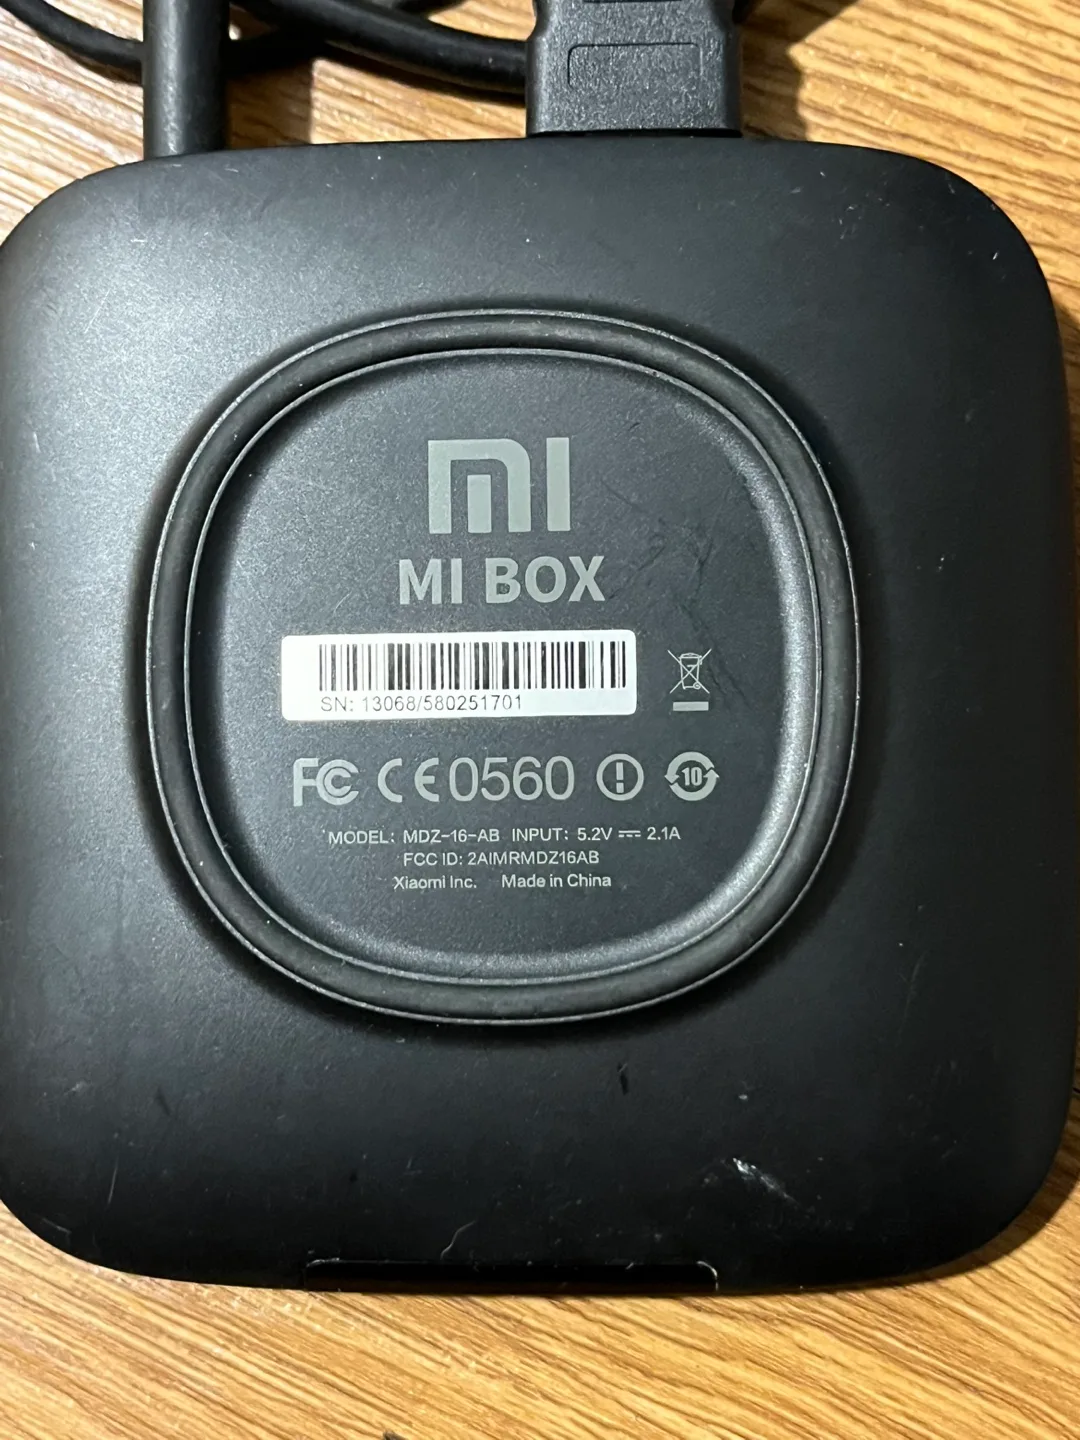 MI
MI BOX
SN: 13068/580251701
FC CE0560 10
MODEL: MDZ-16-AB INPUT: 5.2V ⎓ 2.1A
FCC ID: 2AIMRMDZ16AB
Xiaomi Inc. Made in China